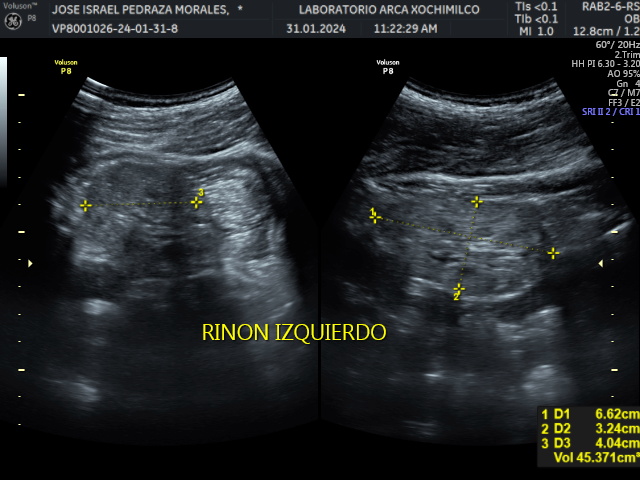 Voluson™
P8
JOSE ISRAEL PEDRAZA MORALES, *
VP8001026-24-01-31-8
LABORATORIO ARCA XOCHIMILCO
31.01.2024 11:22:29 AM
TIs <0.1
TIb <0.1
MI 1.0
RAB2-6-RS
OB
12.8cm / 1.2
60°/ 20Hz
2.Trim
HH PI 6.30 - 3.20
AO 95%
Gn 4
FF3 / E2
SRI II 2 / CRI 1
Voluson
P8
Voluson
P8
3
1
2
RINON IZQUIERDO
1 D1 6.62cm
2 D2 3.24cm
3 D3 4.04cm
Vol 45.371cm³